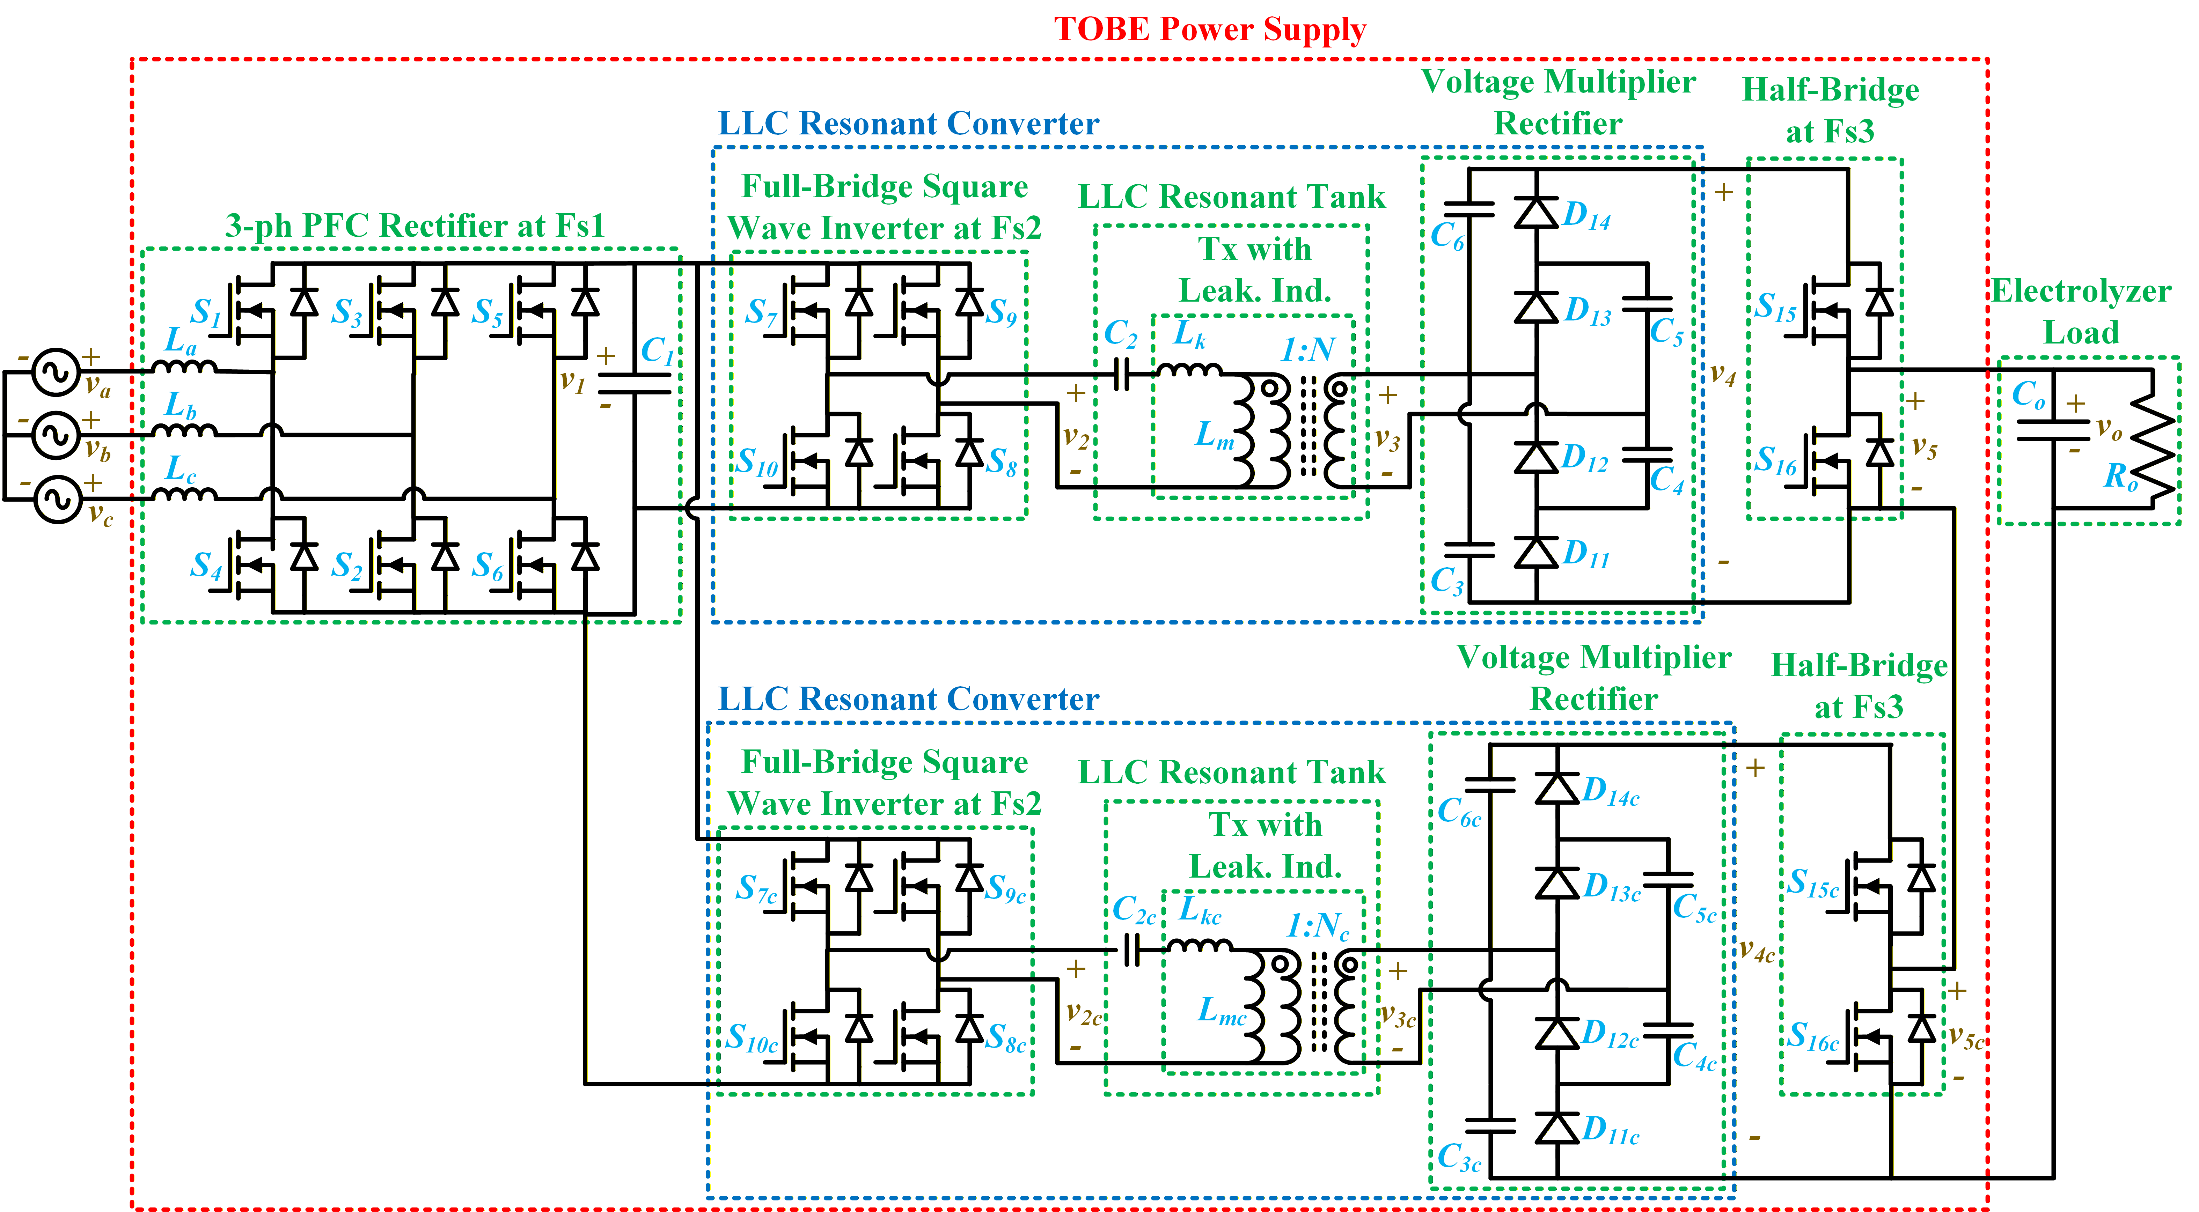 TOBE Power Supply
Voltage Multiplier
Rectifier
Half-Bridge
at Fs3
LLC Resonant Converter
Full-Bridge Square
Wave Inverter at Fs2
LLC Resonant Tank
3-ph PFC Rectifier at Fs1
Tx with
Leak. Ind.
Electrolyzer
Load
S1
S3
S5
S4
S2
S6
La
Lb
Lc
+
-
va
+
-
vb
+
-
vc
+
v1
-
C1
S7
S9
S10
S8
+
v2
-
C2
Lk
1:N
Lm
+
v3
-
C6
D14
D13
C5
D12
C4
C3
D11
+
v4
-
S15
S16
+
v5
-
Co
+
vo
-
Ro
LLC Resonant Converter
Full-Bridge Square
Wave Inverter at Fs2
LLC Resonant Tank
Tx with
Leak. Ind.
Voltage Multiplier
Rectifier
Half-Bridge
at Fs3
S7c
S9c
S10c
S8c
+
v2c
-
C2c
Lkc
1:Nc
Lmc
+
v3c
-
C6c
D14c
D13c
C5c
D12c
C4c
C3c
D11c
+
v4c
-
S15c
S16c
+
v5c
-